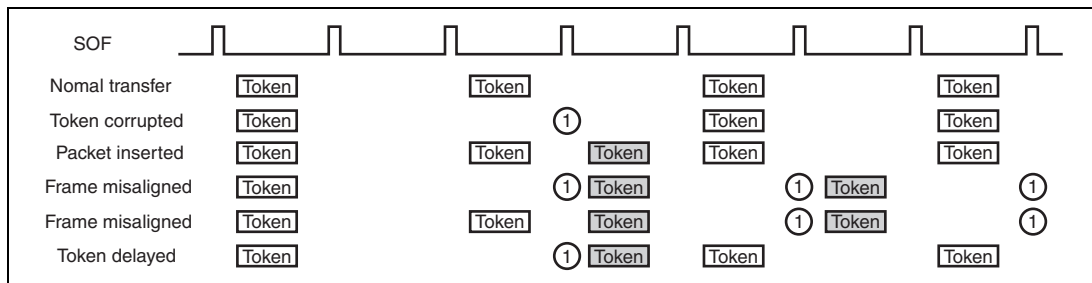 SOF
Nomal transfer Token Token Token Token
Token corrupted Token 1 Token Token
Packet inserted Token Token Token Token Token
Frame misaligned Token 1 Token 1 Token 1
Frame misaligned Token Token Token 1 Token 1
Token delayed Token 1 Token Token Token